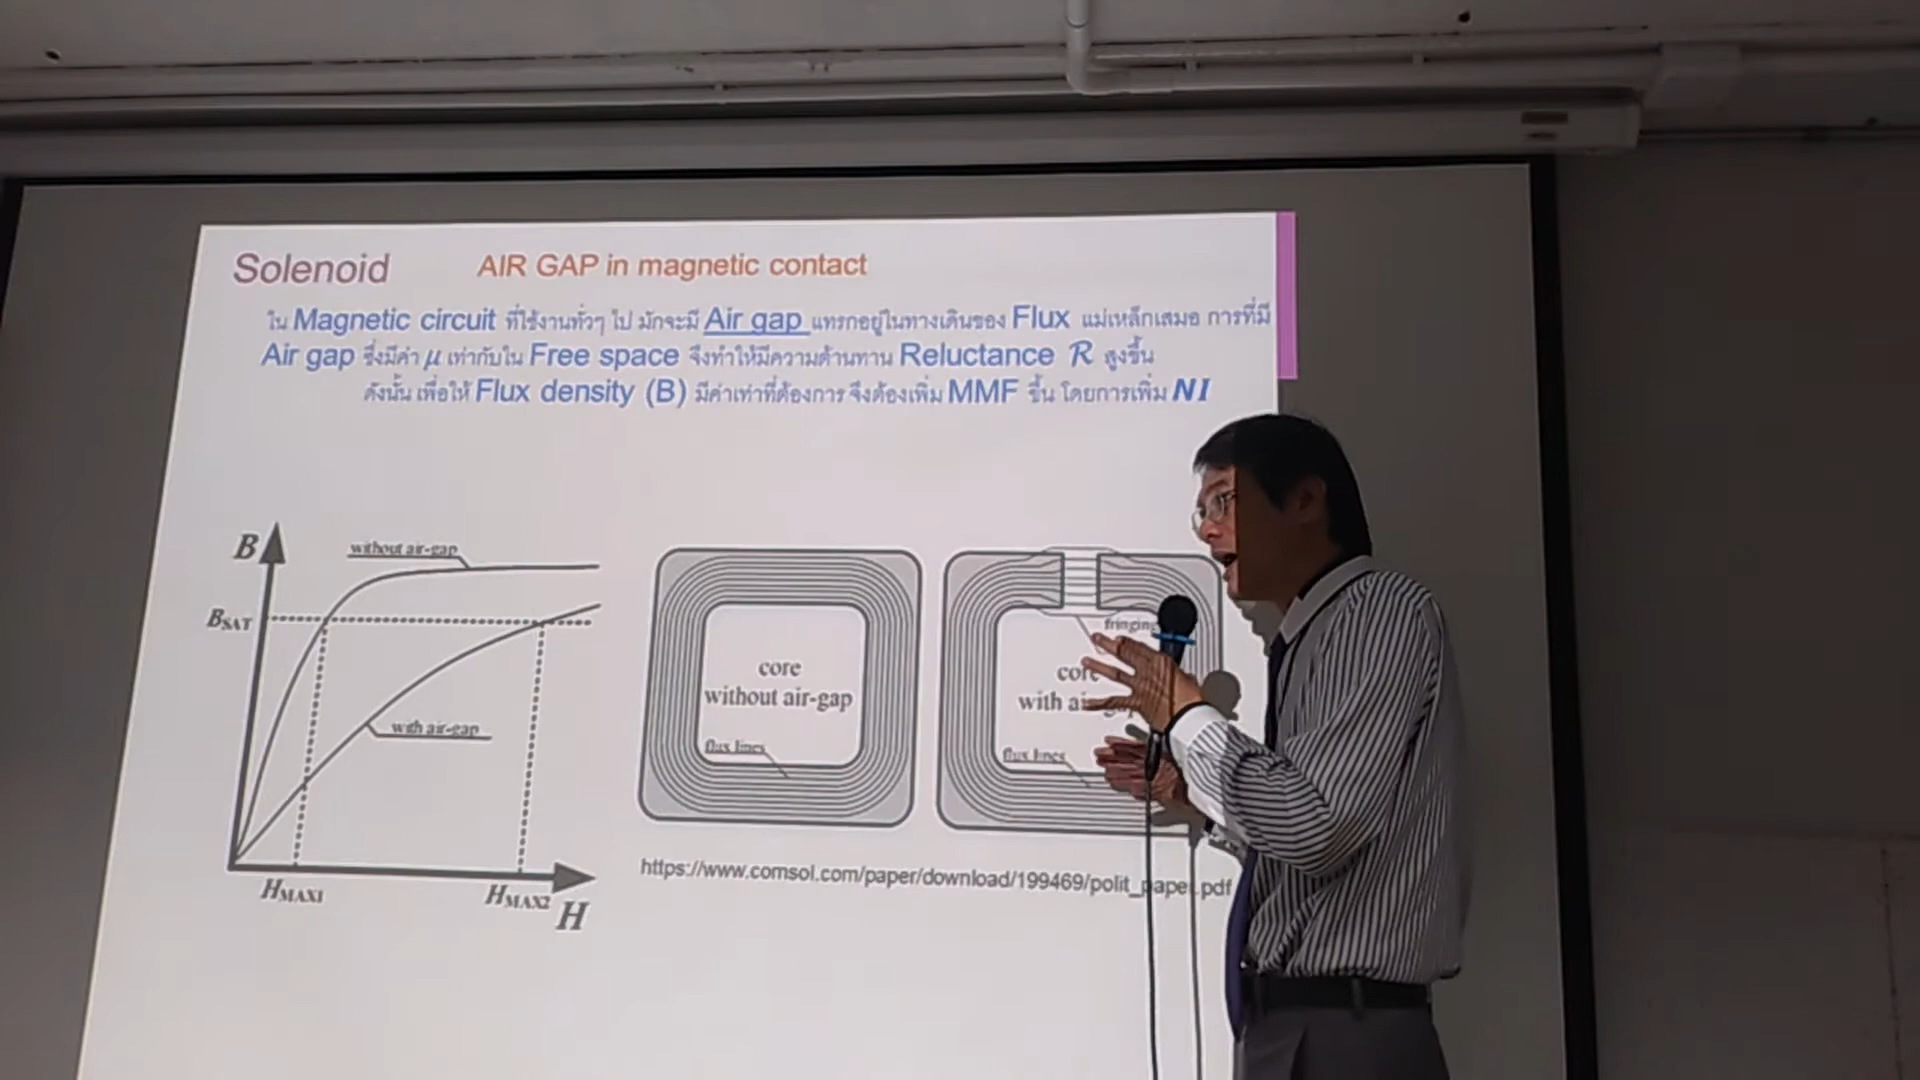 Solenoid
AIR GAP in magnetic contact
ใน Magnetic circuit ที่ใช้งานทั่วๆ ไป มักจะมี Air gap แทรกอยู่ในทางเดินของ Flux แม่เหล็กเสมอ การที่มี
Air gap ซึ่งมีค่า μ เท่ากับใน Free space จึงทำให้มีความต้านทาน Reluctance ℛ สูงขึ้น
ดังนั้น เพื่อให้ Flux density (B) มีค่าเท่าที่ต้องการ จึงต้องเพิ่ม MMF ขึ้น โดยการเพิ่ม NI
B
without air-gap
BSAT
with air-gap
HMAX1
HMAX2
H
core
without air-gap
flux lines
fringing
core
with
flux lines
https://www.comsol.com/paper/download/199469/polit_paper.pdf